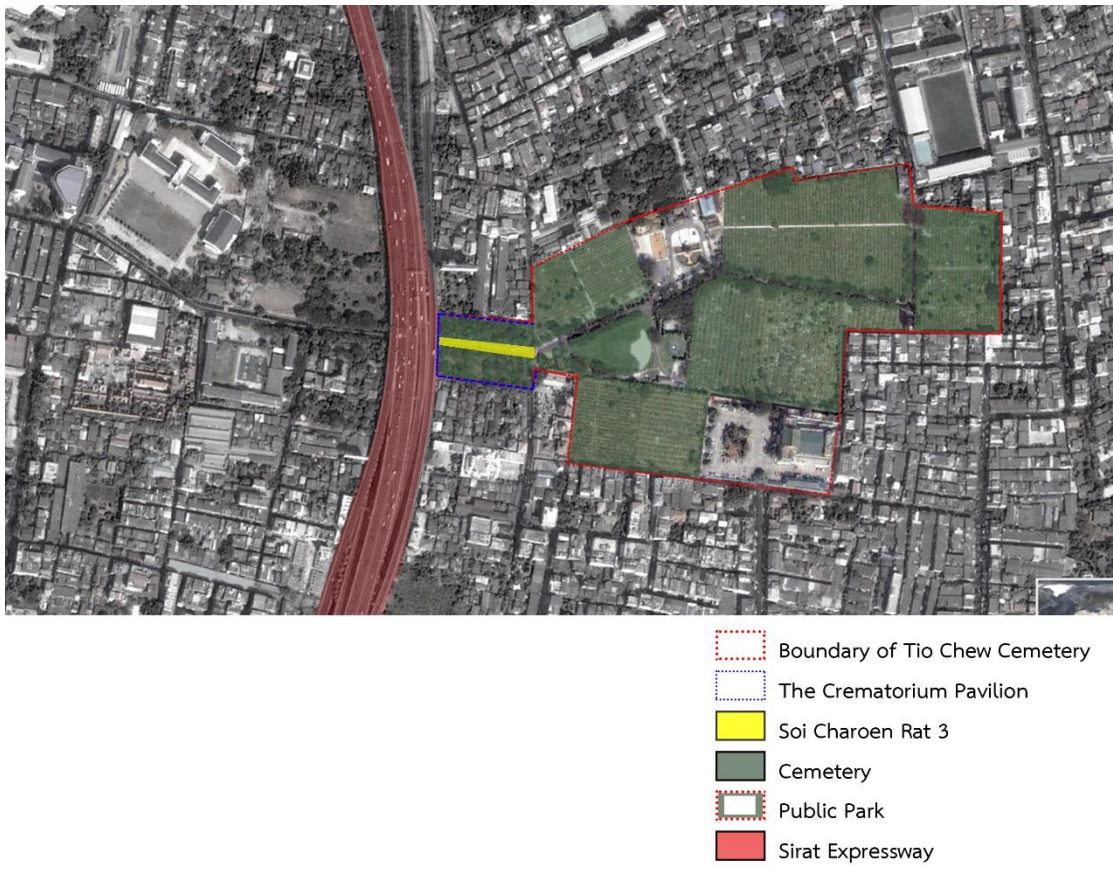 Boundary of Tio Chew Cemetery
The Crematorium Pavilion
Soi Charoen Rat 3
Cemetery
Public Park
Sirat Expressway